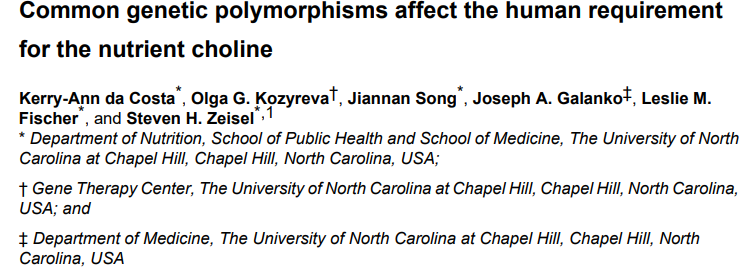 Common genetic polymorphisms affect the human requirement
for the nutrient choline
Kerry-Ann da Costa*, Olga G. Kozyreva†, Jiannan Song*, Joseph A. Galanko‡, Leslie M.
Fischer*, and Steven H. Zeisel*,1
* Department of Nutrition, School of Public Health and School of Medicine, The University of North
Carolina at Chapel Hill, Chapel Hill, North Carolina, USA;
† Gene Therapy Center, The University of North Carolina at Chapel Hill, Chapel Hill, North Carolina,
USA; and
‡ Department of Medicine, The University of North Carolina at Chapel Hill, Chapel Hill, North
Carolina, USA